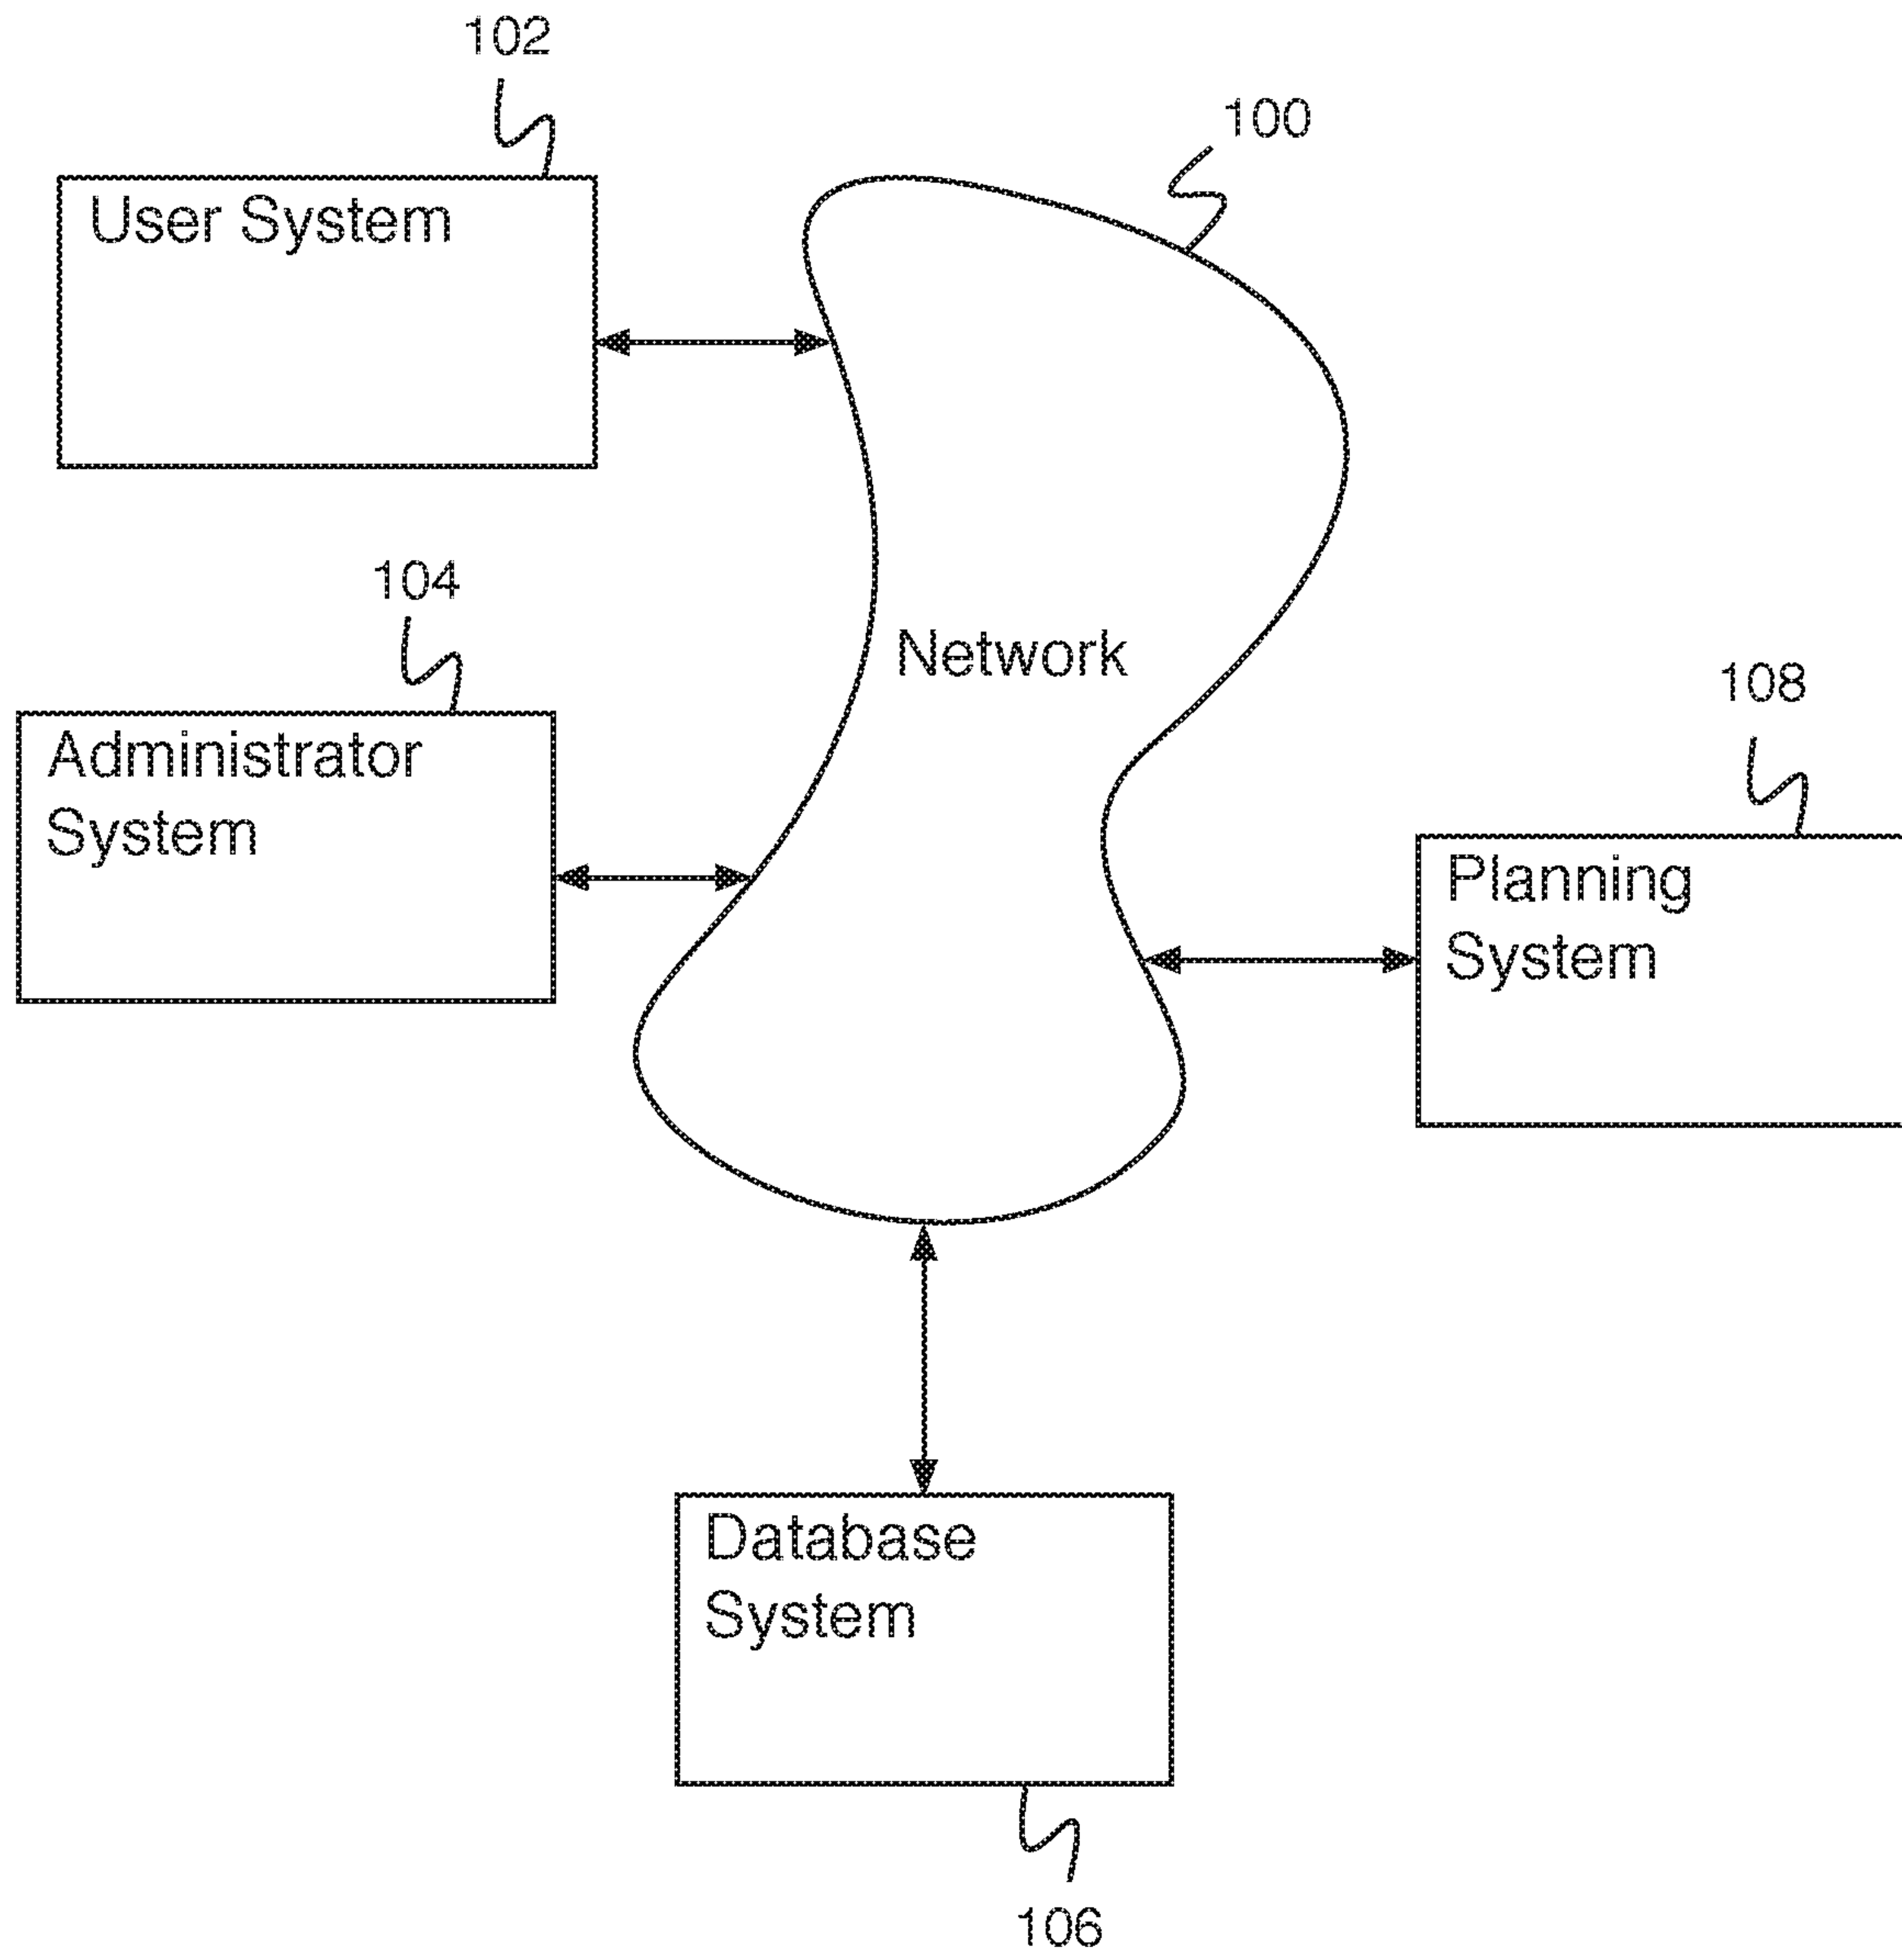 102
100
User System
104
Network
Administrator
System
108
Planning
System
Database
System
106